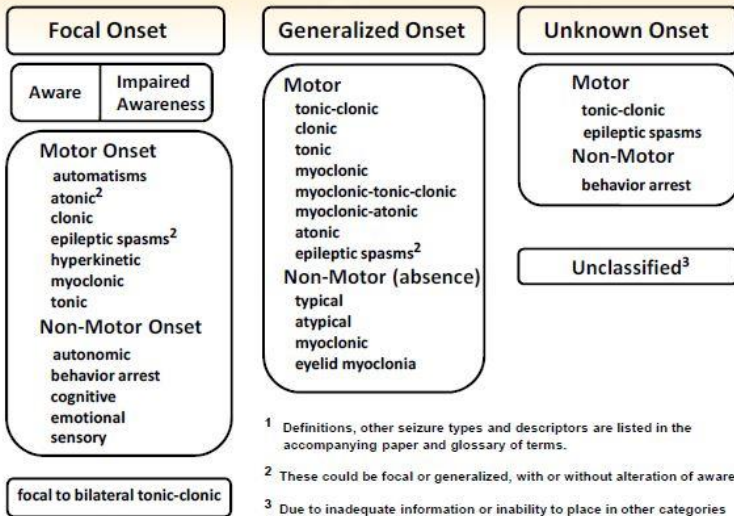 Focal Onset
Aware
Impaired
Awareness
Motor Onset
automatisms
atonic²
clonic
epileptic spasms²
hyperkinetic
myoclonic
tonic
Non-Motor Onset
autonomic
behavior arrest
cognitive
emotional
sensory
focal to bilateral tonic-clonic
Generalized Onset
Motor
tonic-clonic
clonic
tonic
myoclonic
myoclonic-tonic-clonic
myoclonic-atonic
atonic
epileptic spasms²
Non-Motor (absence)
typical
atypical
myoclonic
eyelid myoclonia
Unknown Onset
Motor
tonic-clonic
epileptic spasms
Non-Motor
behavior arrest
Unclassified³
¹ Definitions, other seizure types and descriptors are listed in the
accompanying paper and glossary of terms.
² These could be focal or generalized, with or without alteration of aware
³ Due to inadequate information or inability to place in other categories